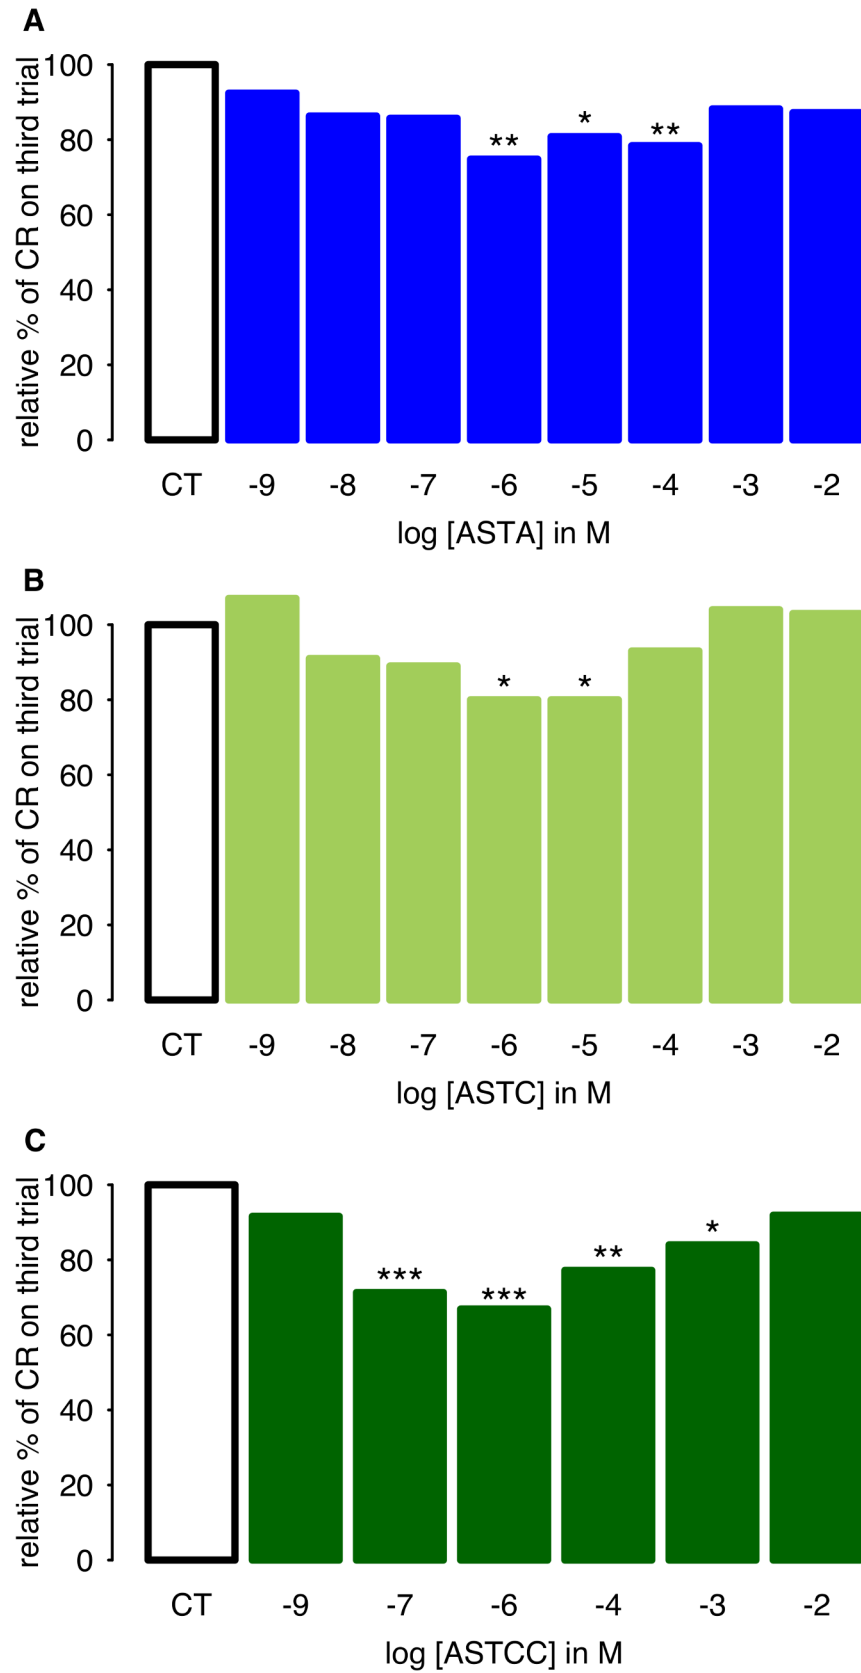 A
relative % of CR on third trial
100
80
60
40
20
0
** * **
CT -9 -8 -7 -6 -5 -4 -3 -2
log [ASTA] in M
B
relative % of CR on third trial
100
80
60
40
20
0
* *
CT -9 -8 -7 -6 -5 -4 -3 -2
log [ASTC] in M
C
relative % of CR on third trial
100
80
60
40
20
0
*** *** ** *
CT -9 -7 -6 -4 -3 -2
log [ASTCC] in M